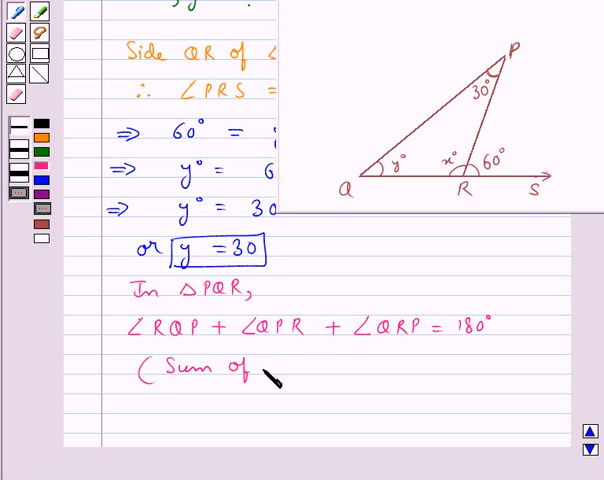 Side QR of ∠
∴ ∠PRS =
⇒ 60° =
⇒ y° = 6
⇒ y° = 30
or y = 30
In △PQR,
∠RQP + ∠QPR + ∠QRP = 180°
(Sum of
P
30°
y°
x°
60°
Q
R
S